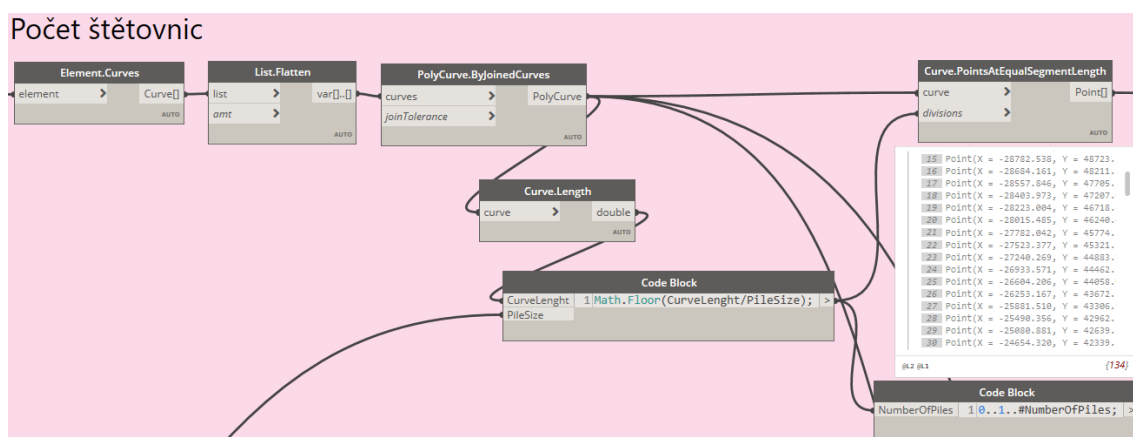 Počet štětovnic
Element.Curves
element > Curve[]
AUTO
List.Flatten
list > var[]..[]
amt >
AUTO
PolyCurve.ByJoinedCurves
curves > PolyCurve
joinTolerance >
AUTO
Curve.PointsAtEqualSegmentLength
curve > Point[]
divisions >
AUTO
15 Point(X = -28782.538, Y = 48723.
16 Point(X = -28684.161, Y = 48211.
17 Point(X = -28557.846, Y = 47705.
18 Point(X = -28403.973, Y = 47207.
19 Point(X = -28223.004, Y = 46718.
20 Point(X = -28015.485, Y = 46240.
21 Point(X = -27782.042, Y = 45774.
22 Point(X = -27523.377, Y = 45321.
23 Point(X = -27240.269, Y = 44883.
24 Point(X = -26933.571, Y = 44462.
25 Point(X = -26604.206, Y = 44058.
26 Point(X = -26253.167, Y = 43672.
27 Point(X = -25881.510, Y = 43306.
28 Point(X = -25490.356, Y = 42962.
29 Point(X = -25080.881, Y = 42639.
30 Point(X = -24654.320, Y = 42339.
@L2 @L1 {134}
Curve.Length
curve > double
AUTO
Code Block
CurveLenght 1 Math.Floor(CurveLenght/PileSize); >
PileSize
Code Block
NumberOfPiles 1 0..1..#NumberOfPiles; >